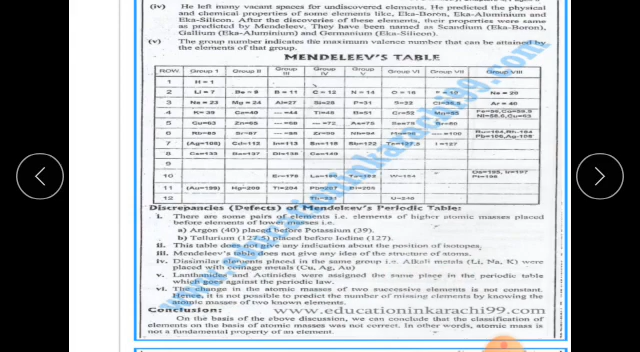 (iv) He left many vacant spaces for undiscovered elements. He predicted the physical
and chemical properties of some elements like, Eka-Boron, Eka-Aluminium and
Eka-Silicon. After the discoveries of these elements, their properties were same
as predicted by Mendeleev. They have been named as Scandium (Eka-Boron),
Gallium (Eka-Aluminium) and Germanium (Eka-Silicon).
(v) The group number indicates the maximum valence number that can be attained by
the elements of that group.
MENDELEEV'S TABLE
ROW Group I Group II Group III Group IV Group V Group VI Group VII Group VIII
1 H = 1
2 Li = 7 Be = 9 B = 11 C = 12 N = 14 O = 16 F = 19 Ne = 20
3 Na = 23 Mg = 24 Al=27 Si=28 P=31 S=32 Cl=35.5 Ar = 40
4 K= 39 Ca=40 --- =44 Ti=48 B=51 Cr=52 Mn=55 Fe=56, Co=58.9
Ni=58.6, Cu=63
5 Cu=63 Zn=65 --- =68 --- =72 As=75 Se=79 Br=80
6 Rb=85 Sr=87 Zr=90 Nb=94 Mo=96 --- =100 Ru=104, Rh=104
Pb=106, Ag=108
7 (Ag=108) Cd=112 In=113 Sn=118 Sb=122 Te=127.5 I =127
8 Cs=133 Ba=137 Di=138 Ce=140
9
10 Er=178 La=180 Ta=182 W=184 Os=195, Ir=197
Pt=198
11 (Au=199) Hg=200 Ti=204 Pb=207 Bi=208
12 Th=231 U=240
Discrepancies (Defects) of Mendeleev's Periodic Table:
I. There are some pairs of elements i.e. elements of higher atomic masses placed
before elements of lower masses i.e.
a) Argon (40) placed before Potassium (39).
b) Tellurium (127.5) placed before Iodine (127).
II. This table does not give any indication about the position of isotopes.
III. Mendeleev's table does not give any idea of the structure of atoms.
iv. Dissimilar elements placed in the same group i.e. Alkali metals (Li, Na, K) were
placed with coinage metals (Cu, Ag, Au)
v. Lanthanides and Actinides were assigned the same place in the periodic table
which goes against the periodic law.
vi. The change in the atomic masses of two successive elements is not constant.
Hence, it is not possible to predict the number of missing elements by knowing the
atomic masses of two known elements.
Conclusion: www.educationinkarachi99.com
On the basis of the above discussion, we can conclude that the classification of
elements on the basis of atomic masses was not correct. In other words, atomic mass is
not a fundamental property of an element.